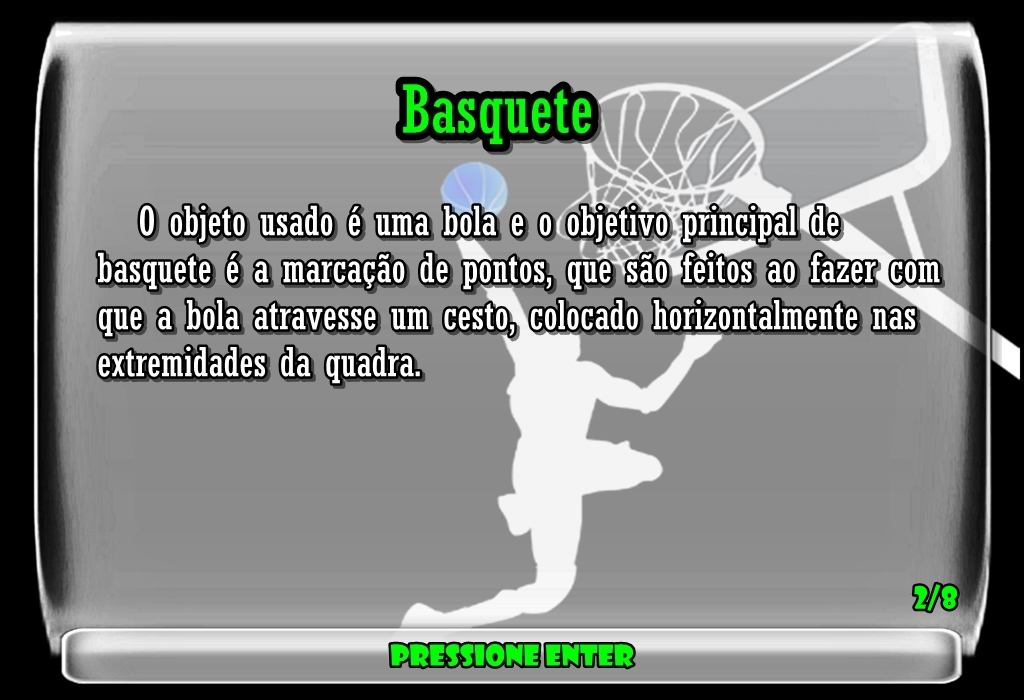 Basquete
O objeto usado é uma bola e o objetivo principal de
basquete é a marcação de pontos, que são feitos ao fazer com
que a bola atravesse um cesto, colocado horizontalmente nas
extremidades da quadra.
2/8
PRESSIONE ENTER